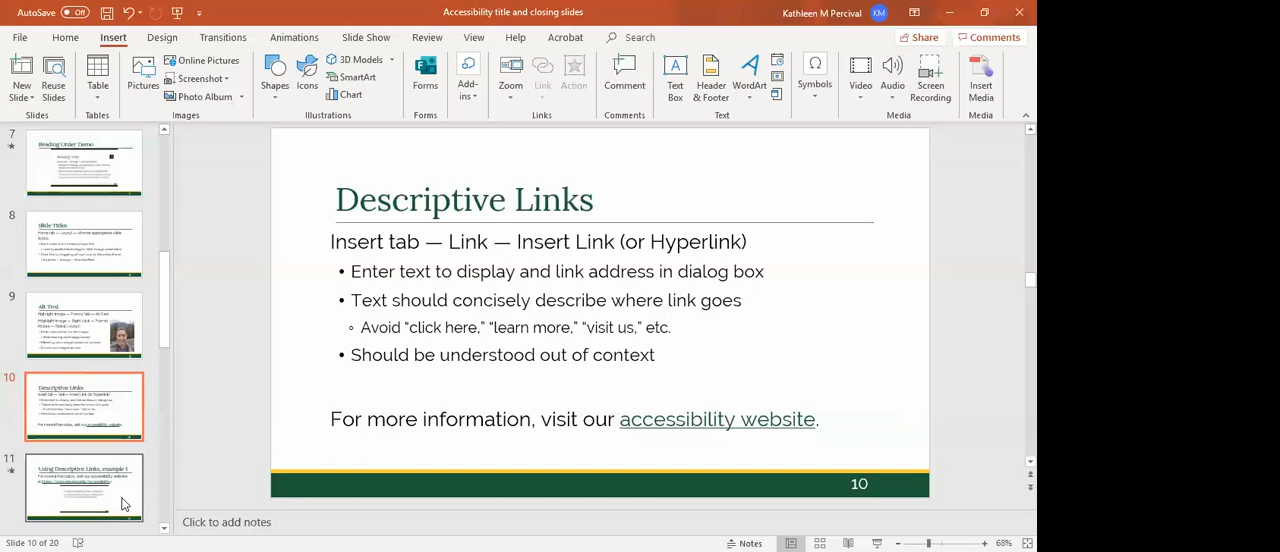 AutoSave Off
Accessibility title and closing slides
Kathleen M Percival KM
File Home Insert Design Transitions Animations Slide Show Review View Help Acrobat Search
Share Comments
New Slide
Reuse Slides
Slides
Table
Tables
Pictures
Online Pictures
Screenshot
Photo Album
Images
Shapes
Icons
3D Models
SmartArt
Chart
Illustrations
Forms
Forms
Add-ins
Zoom
Link
Action
Links
Comment
Comments
Text Box
Header & Footer
WordArt
Text
Symbols
Video
Audio
Screen Recording
Media
Insert Media
Media
7
Reading Order Demo
8
Slide Titles
9
Alt Text
10
Descriptive Links
11
Using Descriptive Links, example 1
Descriptive Links
Insert tab — Link — Insert Link (or Hyperlink)
• Enter text to display and link address in dialog box
• Text should concisely describe where link goes
◦ Avoid “click here,” “learn more,” “visit us,” etc.
• Should be understood out of context
For more information, visit our accessibility website.
10
Click to add notes
Slide 10 of 20
Notes
68%